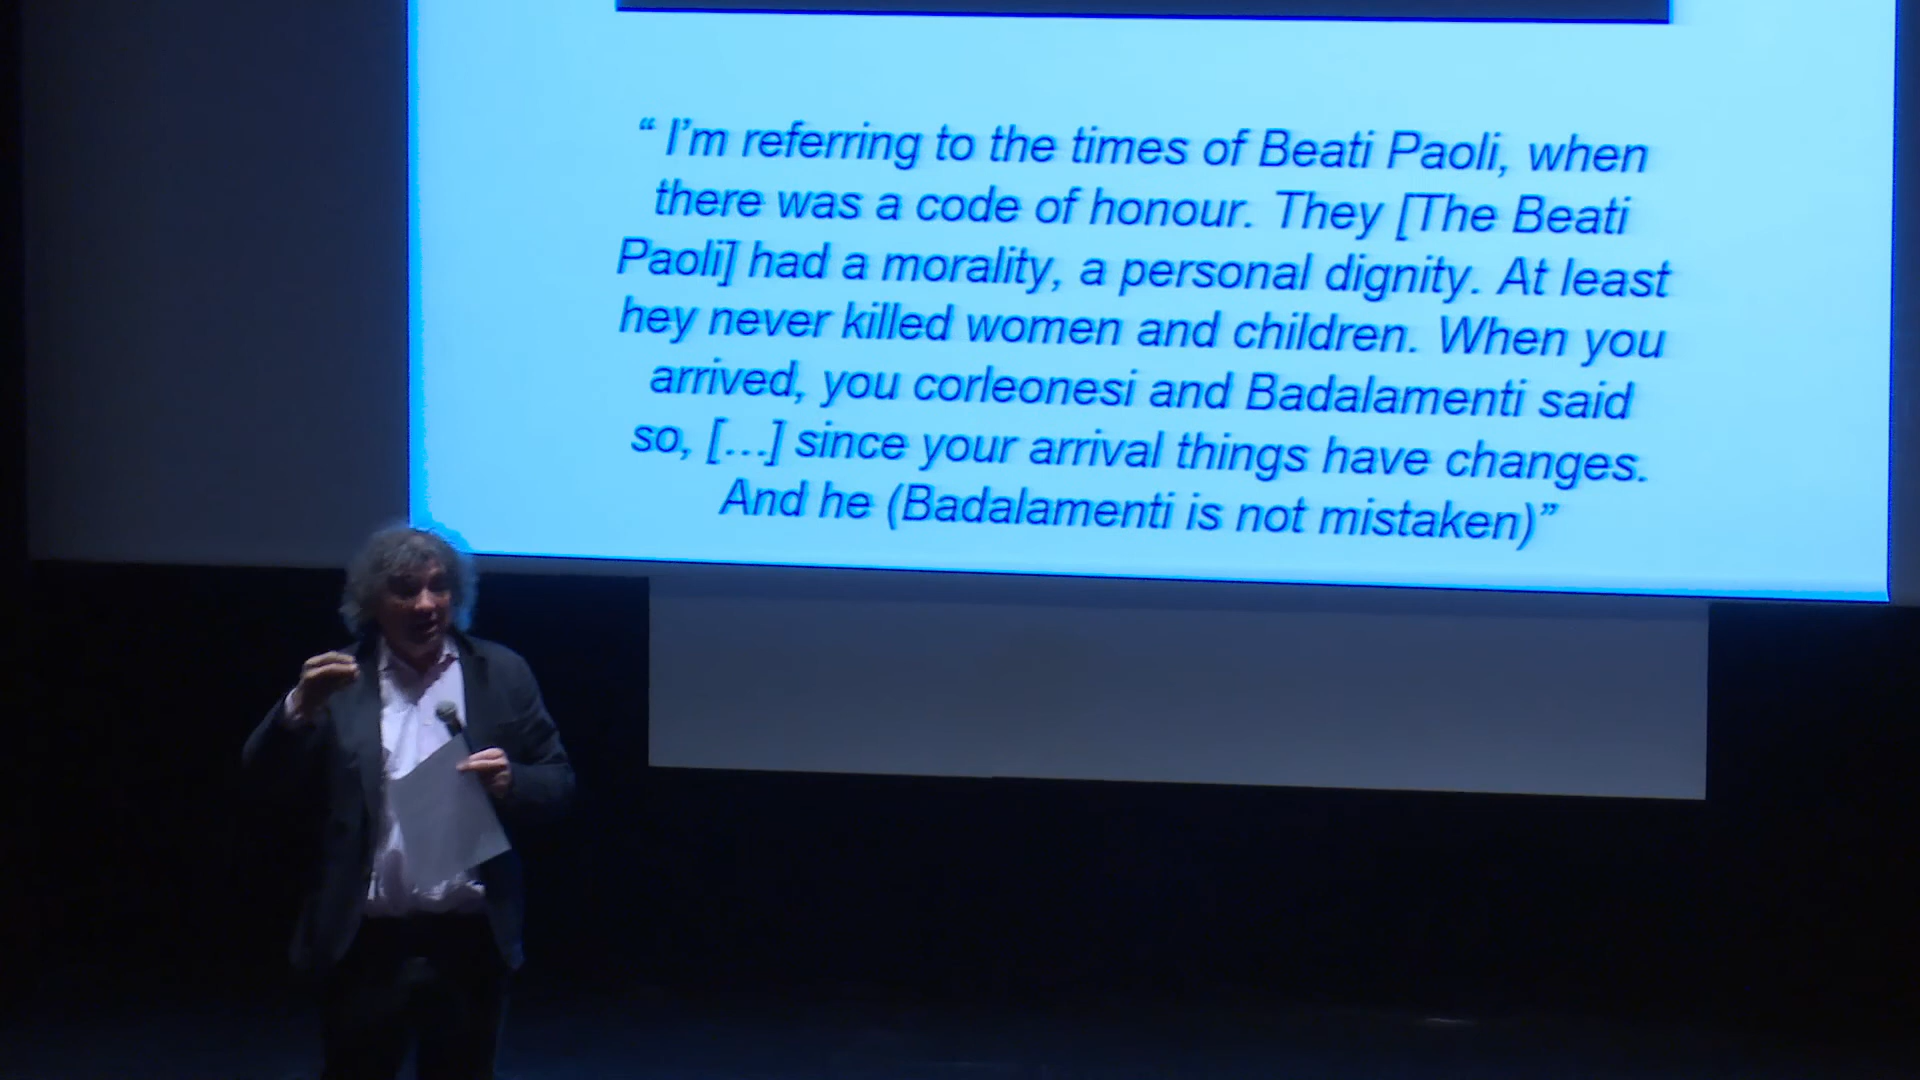 “ I’m referring to the times of Beati Paoli, when
there was a code of honour. They [The Beati
Paoli] had a morality, a personal dignity. At least
hey never killed women and children. When you
arrived, you corleonesi and Badalamenti said
so, [...] since your arrival things have changes.
And he (Badalamenti is not mistaken)”